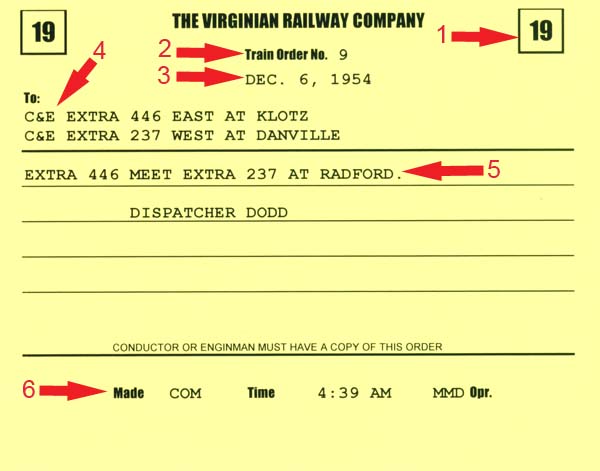 19 THE VIRGINIAN RAILWAY COMPANY 1 19
2 Train Order No. 9
3 DEC. 6, 1954
4
To:
C&E EXTRA 446 EAST AT KLOTZ
C&E EXTRA 237 WEST AT DANVILLE
EXTRA 446 MEET EXTRA 237 AT RADFORD. 5
DISPATCHER DODD
CONDUCTOR OR ENGINMAN MUST HAVE A COPY OF THIS ORDER
6 Made COM Time 4:39 AM MMD Opr.